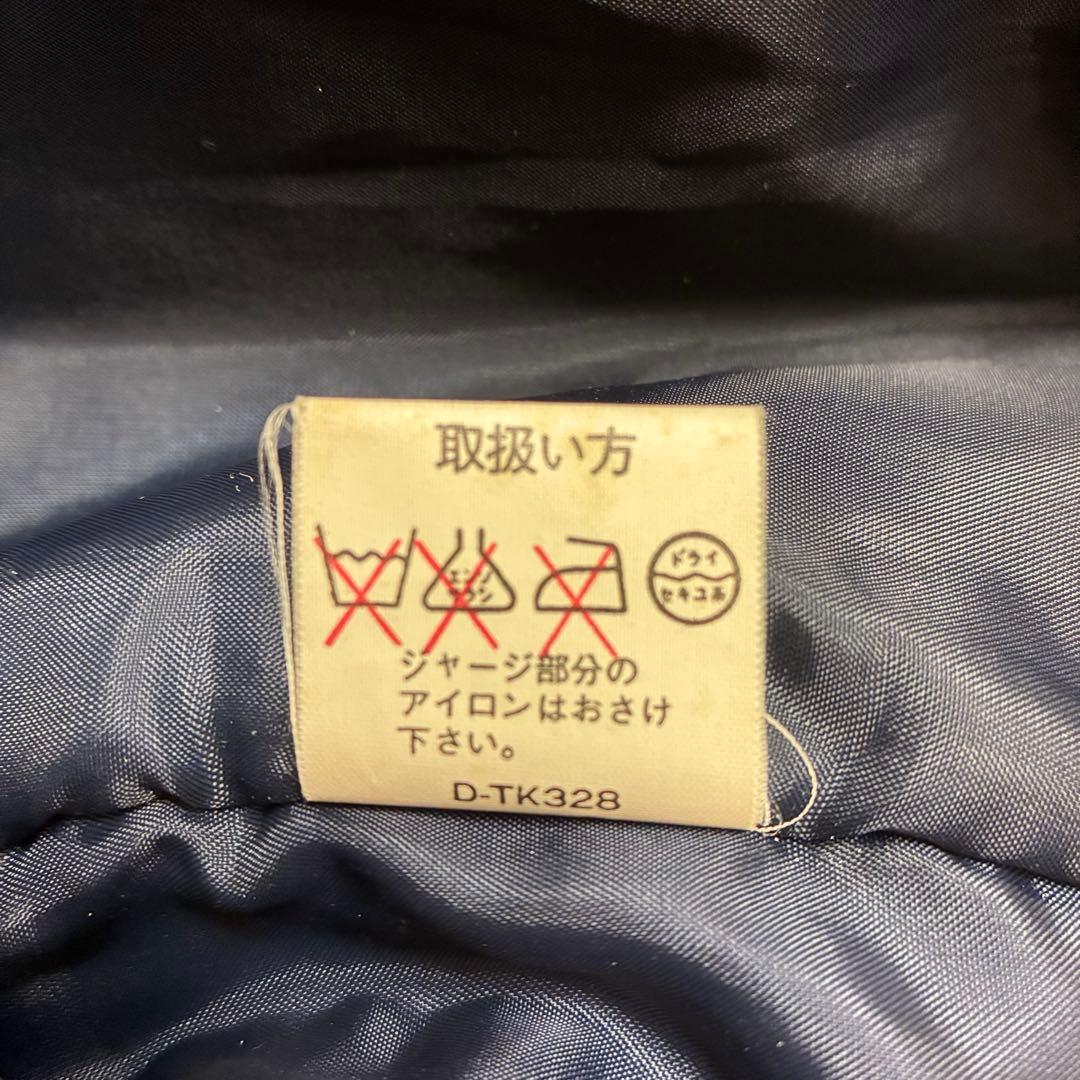 取扱い方
エンソ
サラシ
ドライ
セキユ系
ジャージ部分の
アイロンはおさけ
下さい。
D-TK328